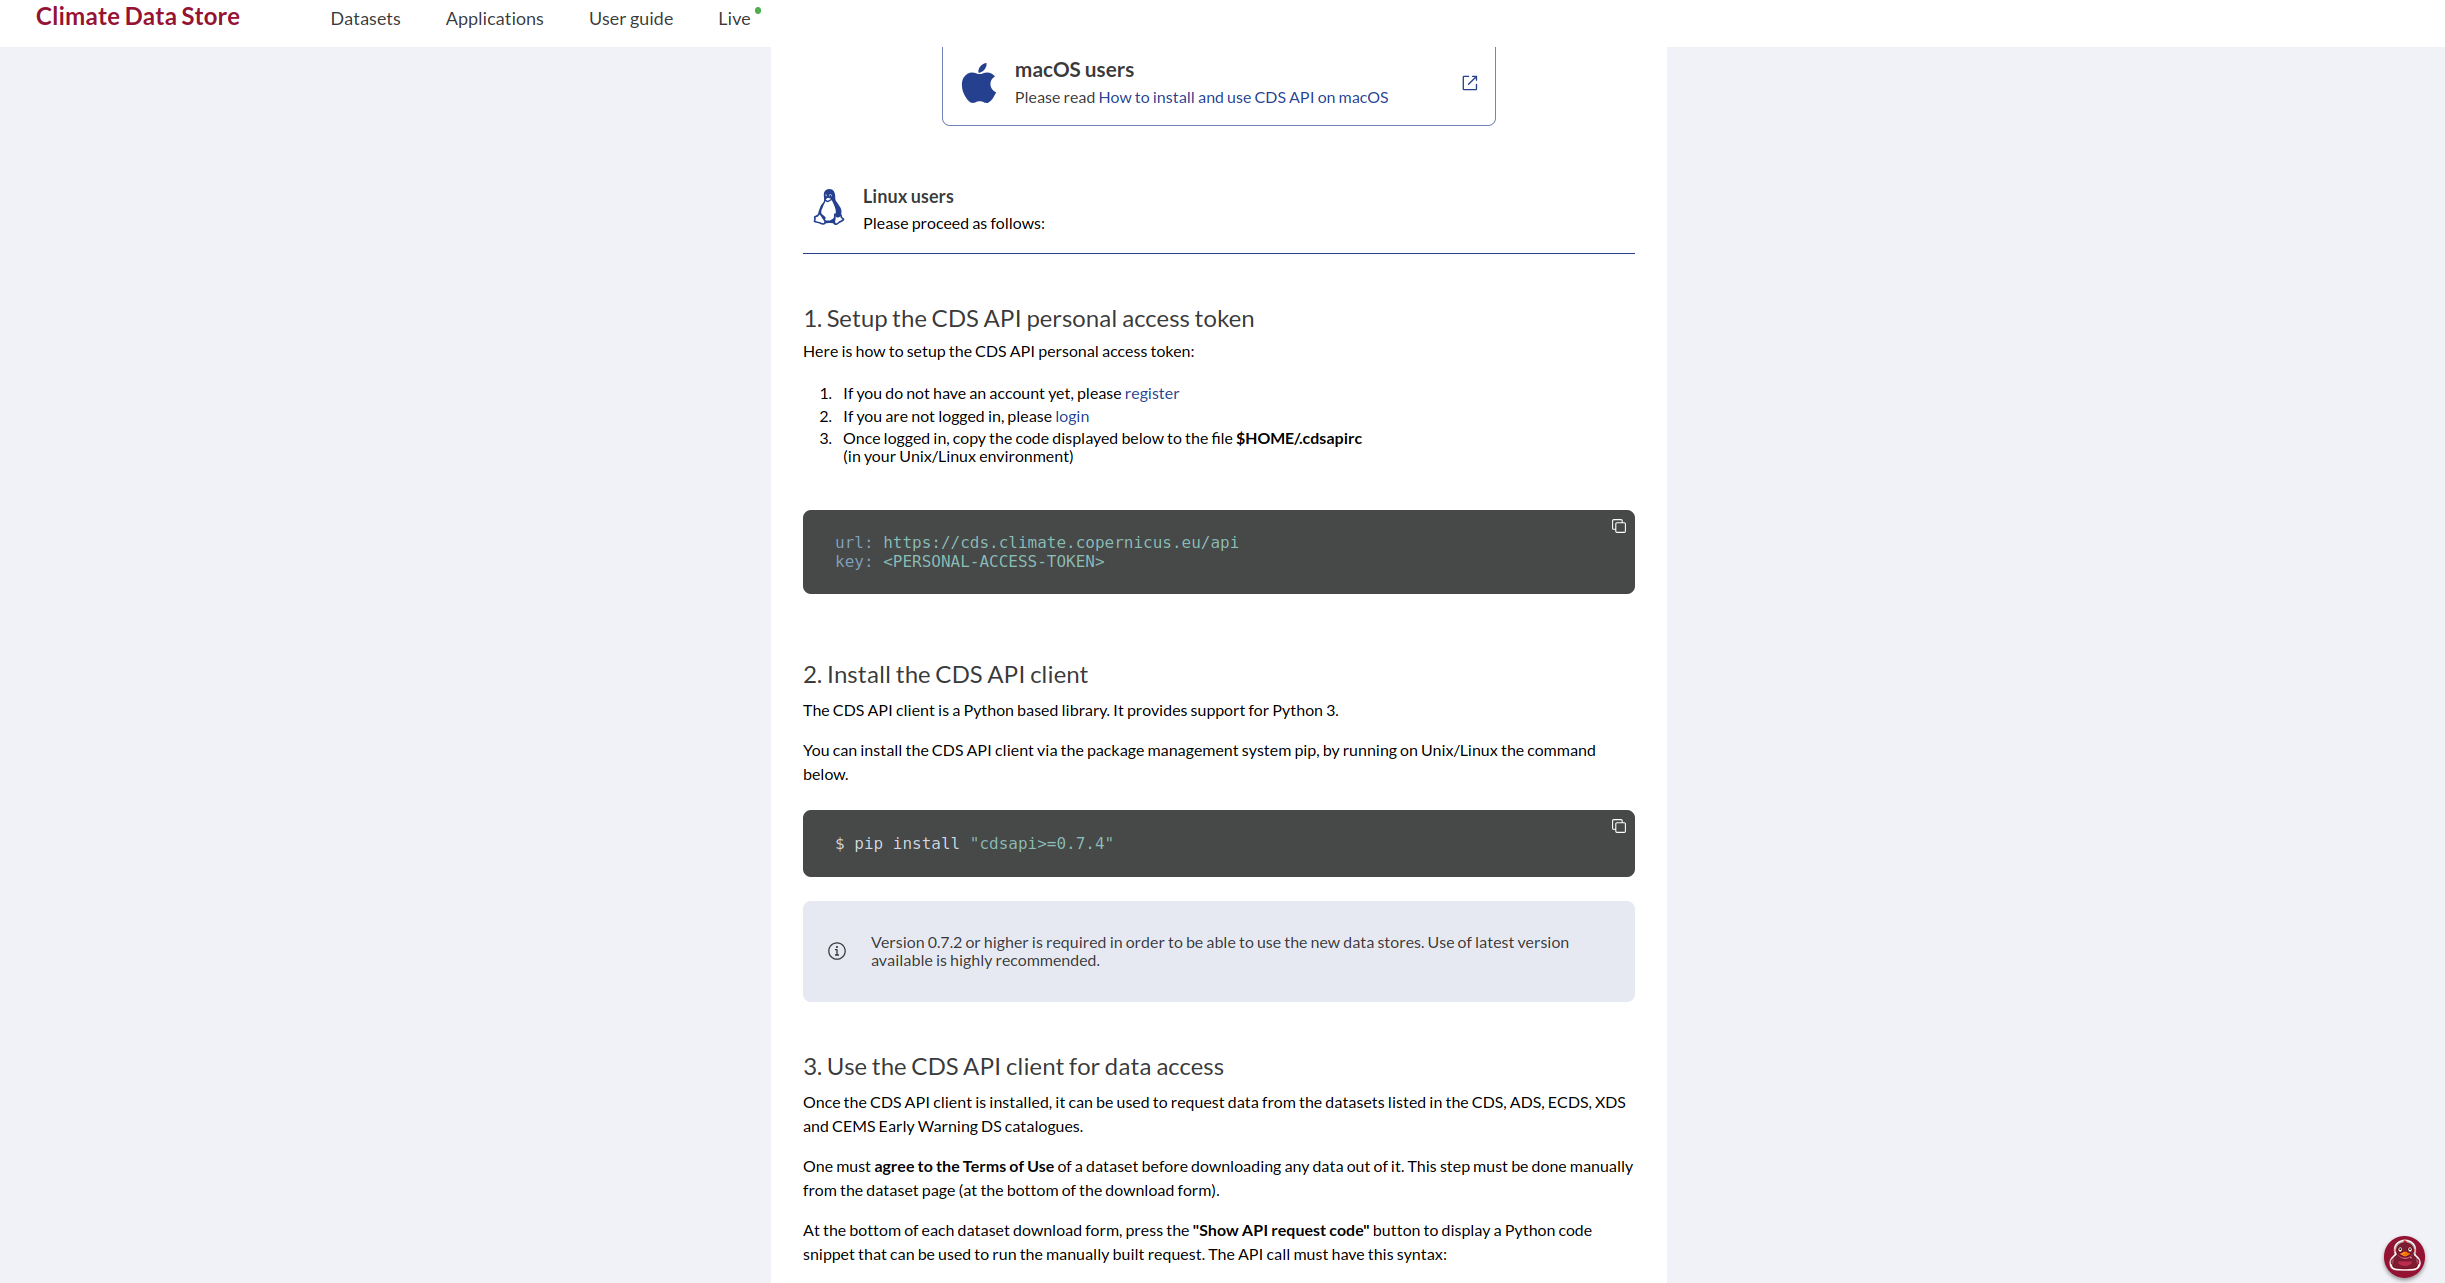 Climate Data Store
Datasets
Applications
User guide
Live
macOS users
Please read How to install and use CDS API on macOS
Linux users
Please proceed as follows:
1. Setup the CDS API personal access token
Here is how to setup the CDS API personal access token:
1. If you do not have an account yet, please register
2. If you are not logged in, please login
3. Once logged in, copy the code displayed below to the file $HOME/.cdsapirc
(in your Unix/Linux environment)
url: https://cds.climate.copernicus.eu/api
key: <PERSONAL-ACCESS-TOKEN>
2. Install the CDS API client
The CDS API client is a Python based library. It provides support for Python 3.
You can install the CDS API client via the package management system pip, by running on Unix/Linux the command
below.
$ pip install "cdsapi>=0.7.4"
Version 0.7.2 or higher is required in order to be able to use the new data stores. Use of latest version
available is highly recommended.
3. Use the CDS API client for data access
Once the CDS API client is installed, it can be used to request data from the datasets listed in the CDS, ADS, ECDS, XDS
and CEMS Early Warning DS catalogues.
One must agree to the Terms of Use of a dataset before downloading any data out of it. This step must be done manually
from the dataset page (at the bottom of the download form).
At the bottom of each dataset download form, press the "Show API request code" button to display a Python code
snippet that can be used to run the manually built request. The API call must have this syntax: